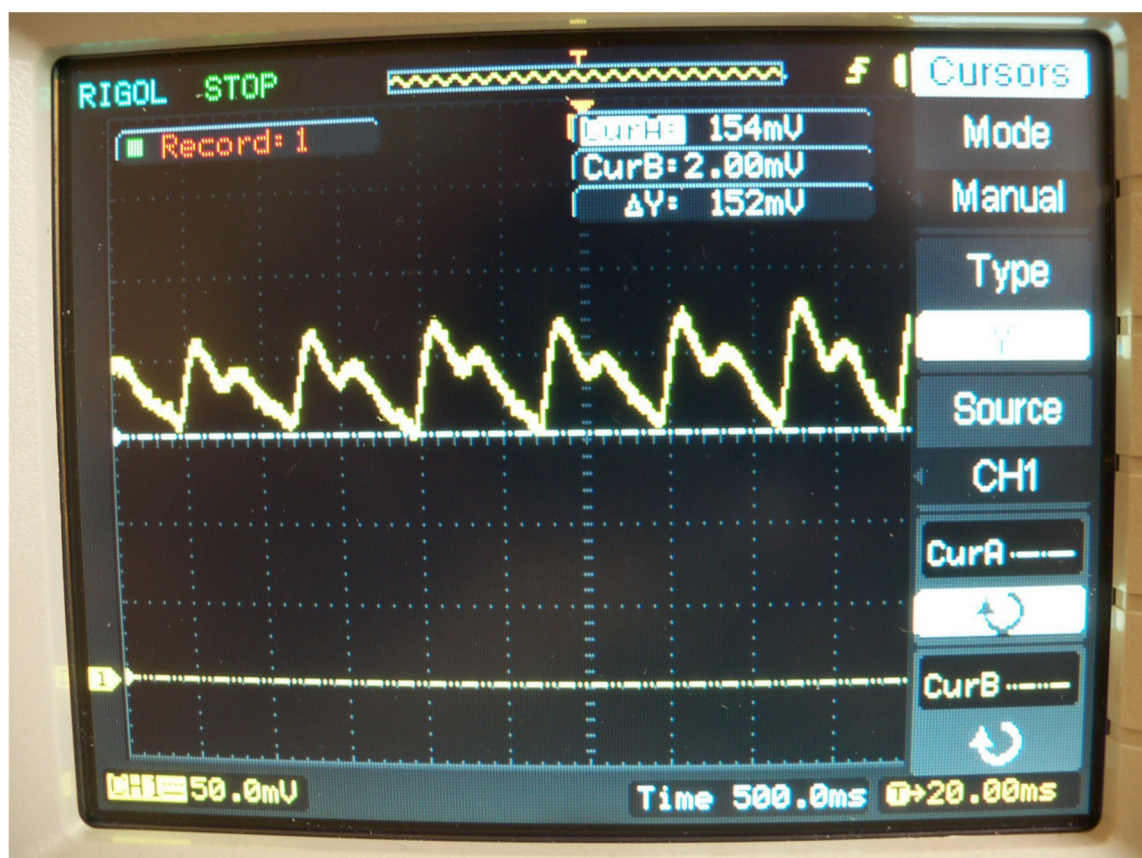 RIGOL STOP
T
Cursors
Record:1
CurA: 154mV
CurB:2.00mV
ΔY: 152mV
Mode
Manual
Type
Y
Source
CH1
CurA
CurB
1
CH1 50.0mV
Time 500.0ms
T→20.00ms